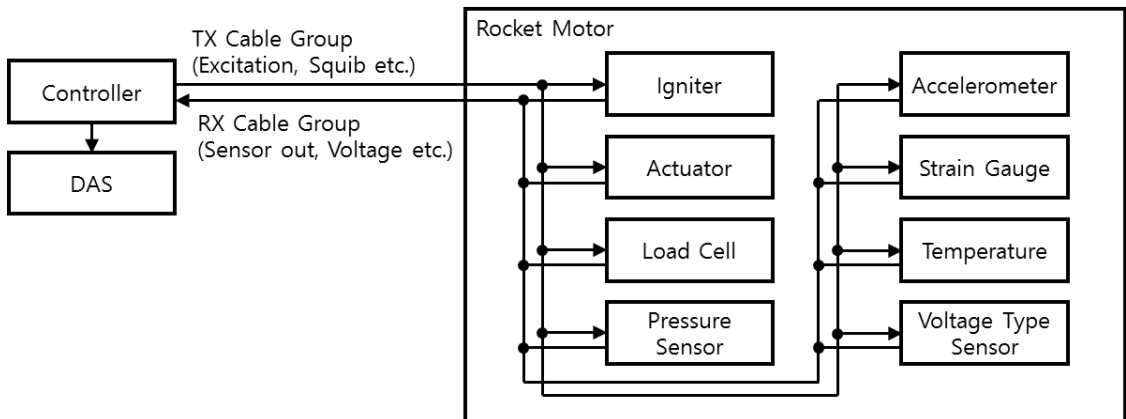 TX Cable Group
(Excitation, Squib etc.)
Controller
RX Cable Group
(Sensor out, Voltage etc.)
DAS
Rocket Motor
Igniter
Actuator
Load Cell
Pressure
Sensor
Accelerometer
Strain Gauge
Temperature
Voltage Type
Sensor